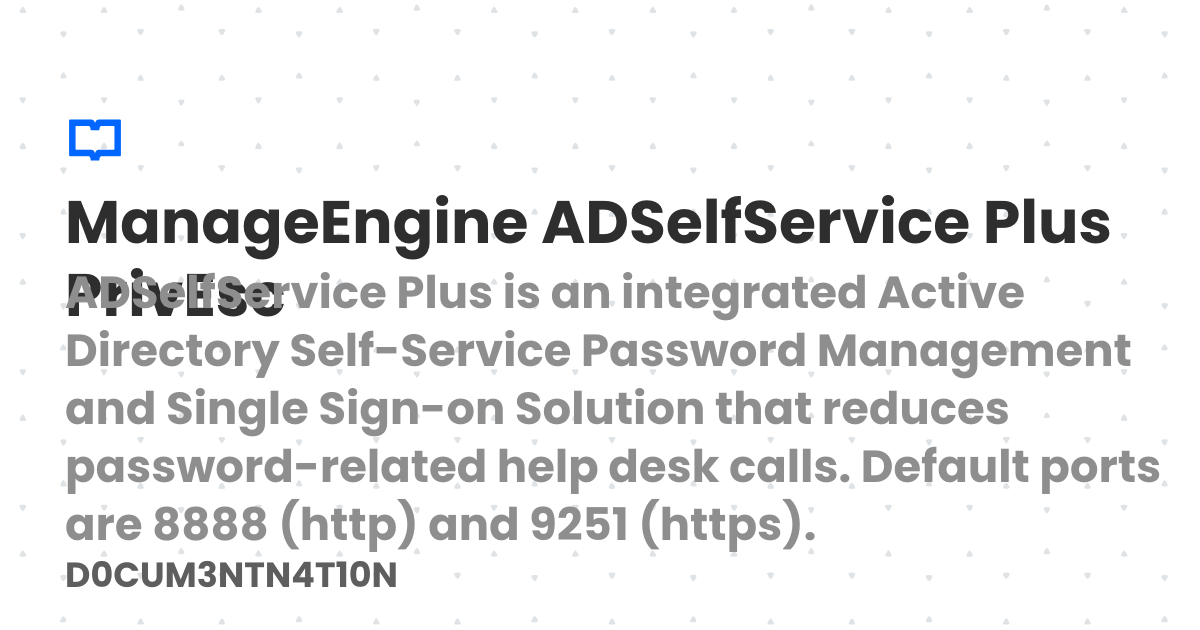 ManageEngine ADSelfService Plus
PrivEsc
ADSelfService Plus is an integrated Active
Directory Self-Service Password Management
and Single Sign-on Solution that reduces
password-related help desk calls. Default ports
are 8888 (http) and 9251 (https).
D0CUM3NTN4T10N